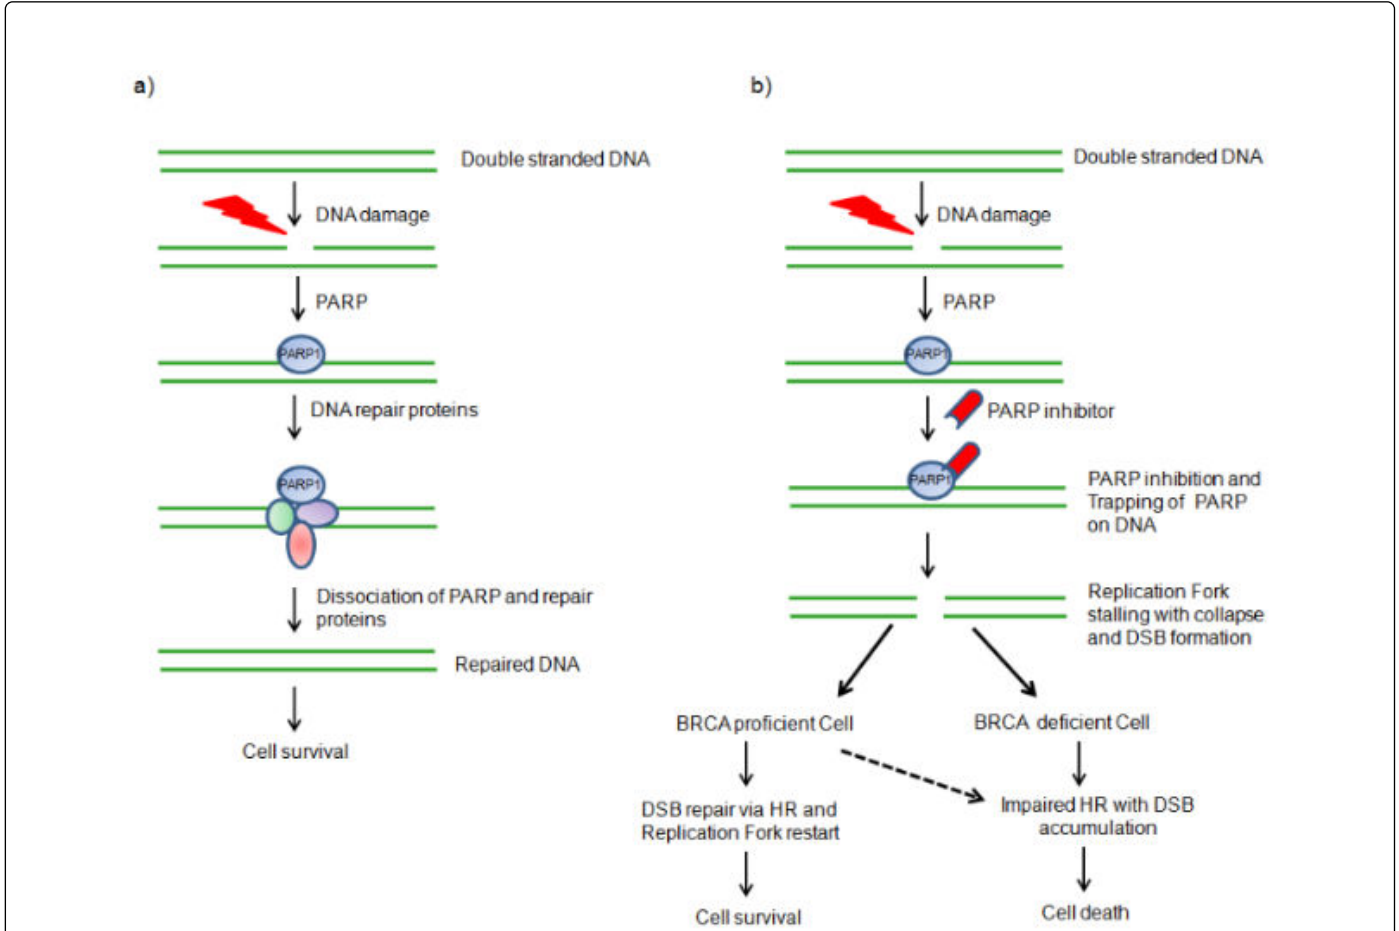 a)
Double stranded DNA
DNA damage
PARP
PARP1
DNA repair proteins
PARP1
Dissociation of PARP and repair
proteins
Repaired DNA
Cell survival
b)
Double stranded DNA
DNA damage
PARP
PARP1
PARP inhibitor
PARP1
PARP inhibition and
Trapping of PARP
on DNA
Replication Fork
stalling with collapse
and DSB formation
BRCA proficient Cell
BRCA deficient Cell
DSB repair via HR and
Replication Fork restart
Impaired HR with DSB
accumulation
Cell survival
Cell death